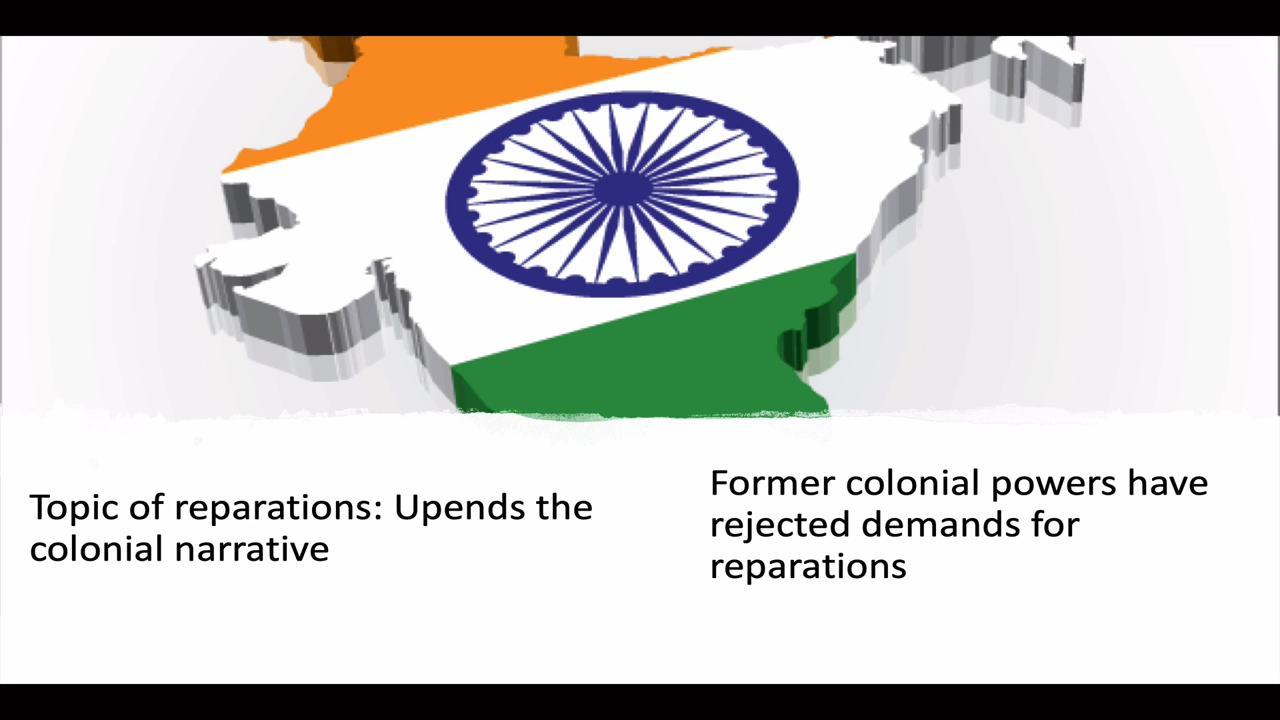 Topic of reparations: Upends the
colonial narrative
Former colonial powers have
rejected demands for
reparations